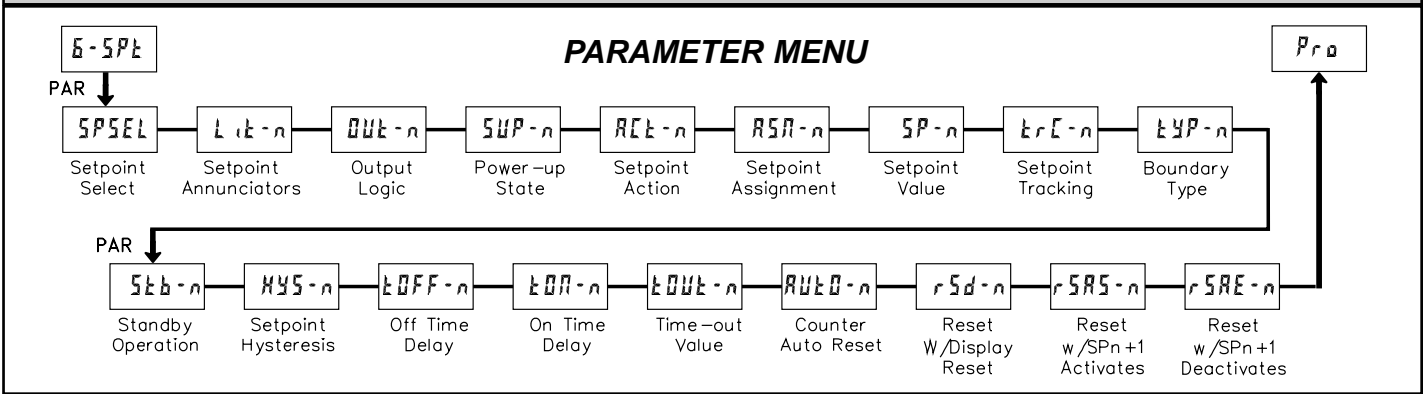 6-SPt
PARAMETER MENU
Pro
PAR
SPSEL
Lit-n
OUt-n
SUP-n
ACt-n
ASN-n
SP-n
trC-n
tYP-n
Setpoint Select
Setpoint Annunciators
Output Logic
Power-up State
Setpoint Action
Setpoint Assignment
Setpoint Value
Setpoint Tracking
Boundary Type
PAR
Stb-n
HYS-n
tOFF-n
tON-n
tOUt-n
AUtO-n
rSd-n
rSAS-n
rSAE-n
Standby Operation
Setpoint Hysteresis
Off Time Delay
On Time Delay
Time-out Value
Counter Auto Reset
Reset W/Display Reset
Reset w/SPn+1 Activates
Reset w/SPn+1 Deactivates